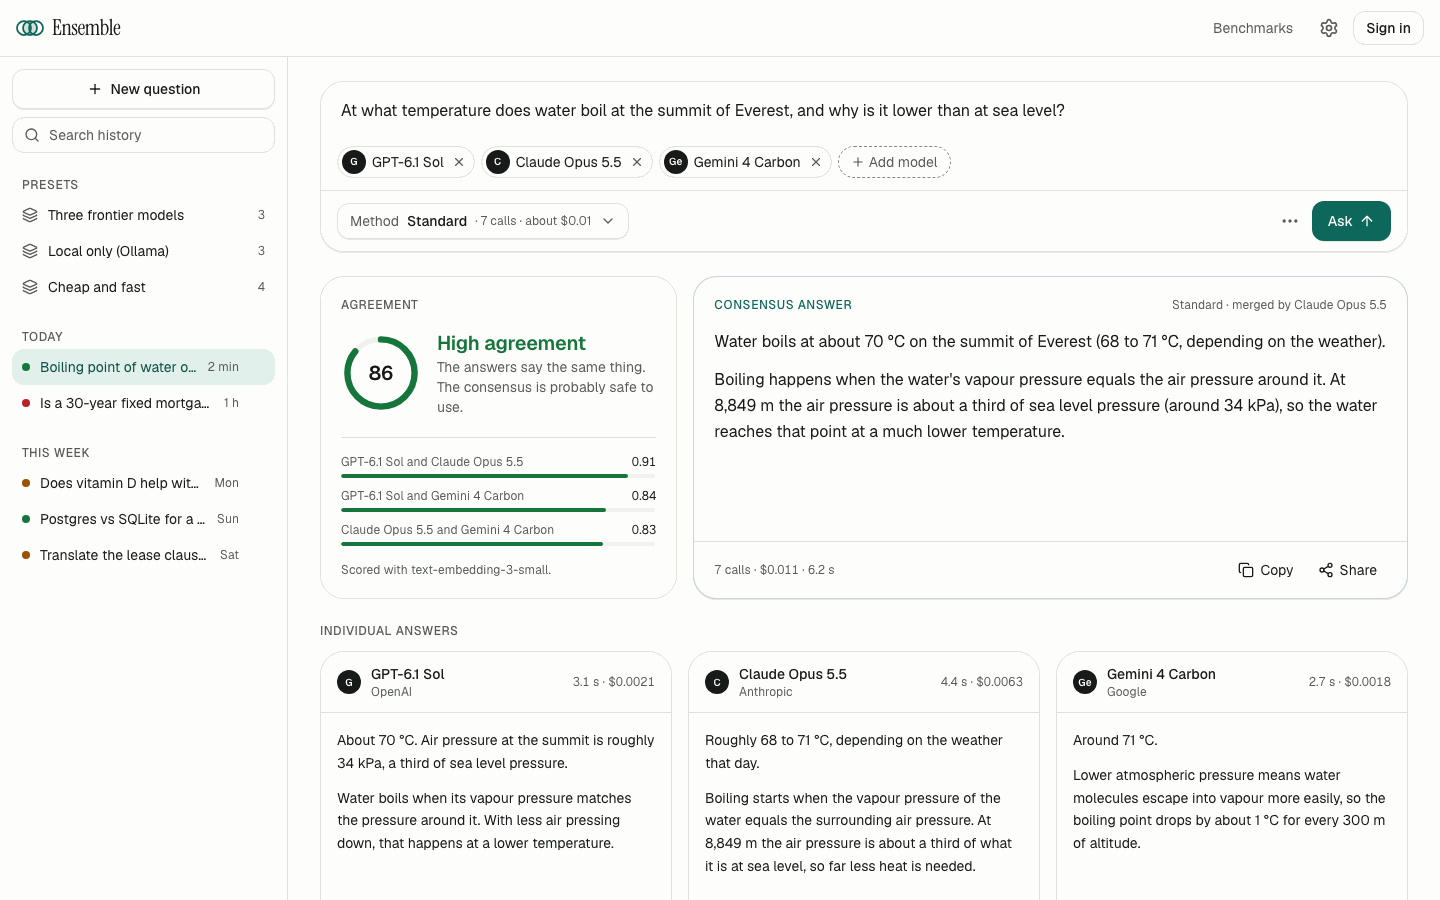 Ensemble
Benchmarks
Sign in
New question
Search history
PRESETS
Three frontier models 3
Local only (Ollama) 3
Cheap and fast 4
TODAY
Boiling point of water o... 2 min
Is a 30-year fixed mortga... 1 h
THIS WEEK
Does vitamin D help wit... Mon
Postgres vs SQLite for a ... Sun
Translate the lease claus... Sat
At what temperature does water boil at the summit of Everest, and why is it lower than at sea level?
G GPT-6.1 Sol
C Claude Opus 5.5
Ge Gemini 4 Carbon
Add model
Method Standard · 7 calls · about $0.01
Ask
AGREEMENT
86
High agreement
The answers say the same thing.
The consensus is probably safe to
use.
GPT-6.1 Sol and Claude Opus 5.5 0.91
GPT-6.1 Sol and Gemini 4 Carbon 0.84
Claude Opus 5.5 and Gemini 4 Carbon 0.83
Scored with text-embedding-3-small.
CONSENSUS ANSWER
Standard · merged by Claude Opus 5.5
Water boils at about 70 °C on the summit of Everest (68 to 71 °C, depending on the weather).
Boiling happens when the water's vapour pressure equals the air pressure around it. At
8,849 m the air pressure is about a third of sea level pressure (around 34 kPa), so the water
reaches that point at a much lower temperature.
7 calls · $0.011 · 6.2 s
Copy
Share
INDIVIDUAL ANSWERS
G
GPT-6.1 Sol
OpenAI
3.1 s · $0.0021
About 70 °C. Air pressure at the summit is roughly
34 kPa, a third of sea level pressure.
Water boils when its vapour pressure matches
the pressure around it. With less air pressing
down, that happens at a lower temperature.
C
Claude Opus 5.5
Anthropic
4.4 s · $0.0063
Roughly 68 to 71 °C, depending on the weather
that day.
Boiling starts when the vapour pressure of the
water equals the surrounding air pressure. At
8,849 m the air pressure is about a third of what
it is at sea level, so far less heat is needed.
Ge
Gemini 4 Carbon
Google
2.7 s · $0.0018
Around 71 °C.
Lower atmospheric pressure means water
molecules escape into vapour more easily, so the
boiling point drops by about 1 °C for every 300 m
of altitude.